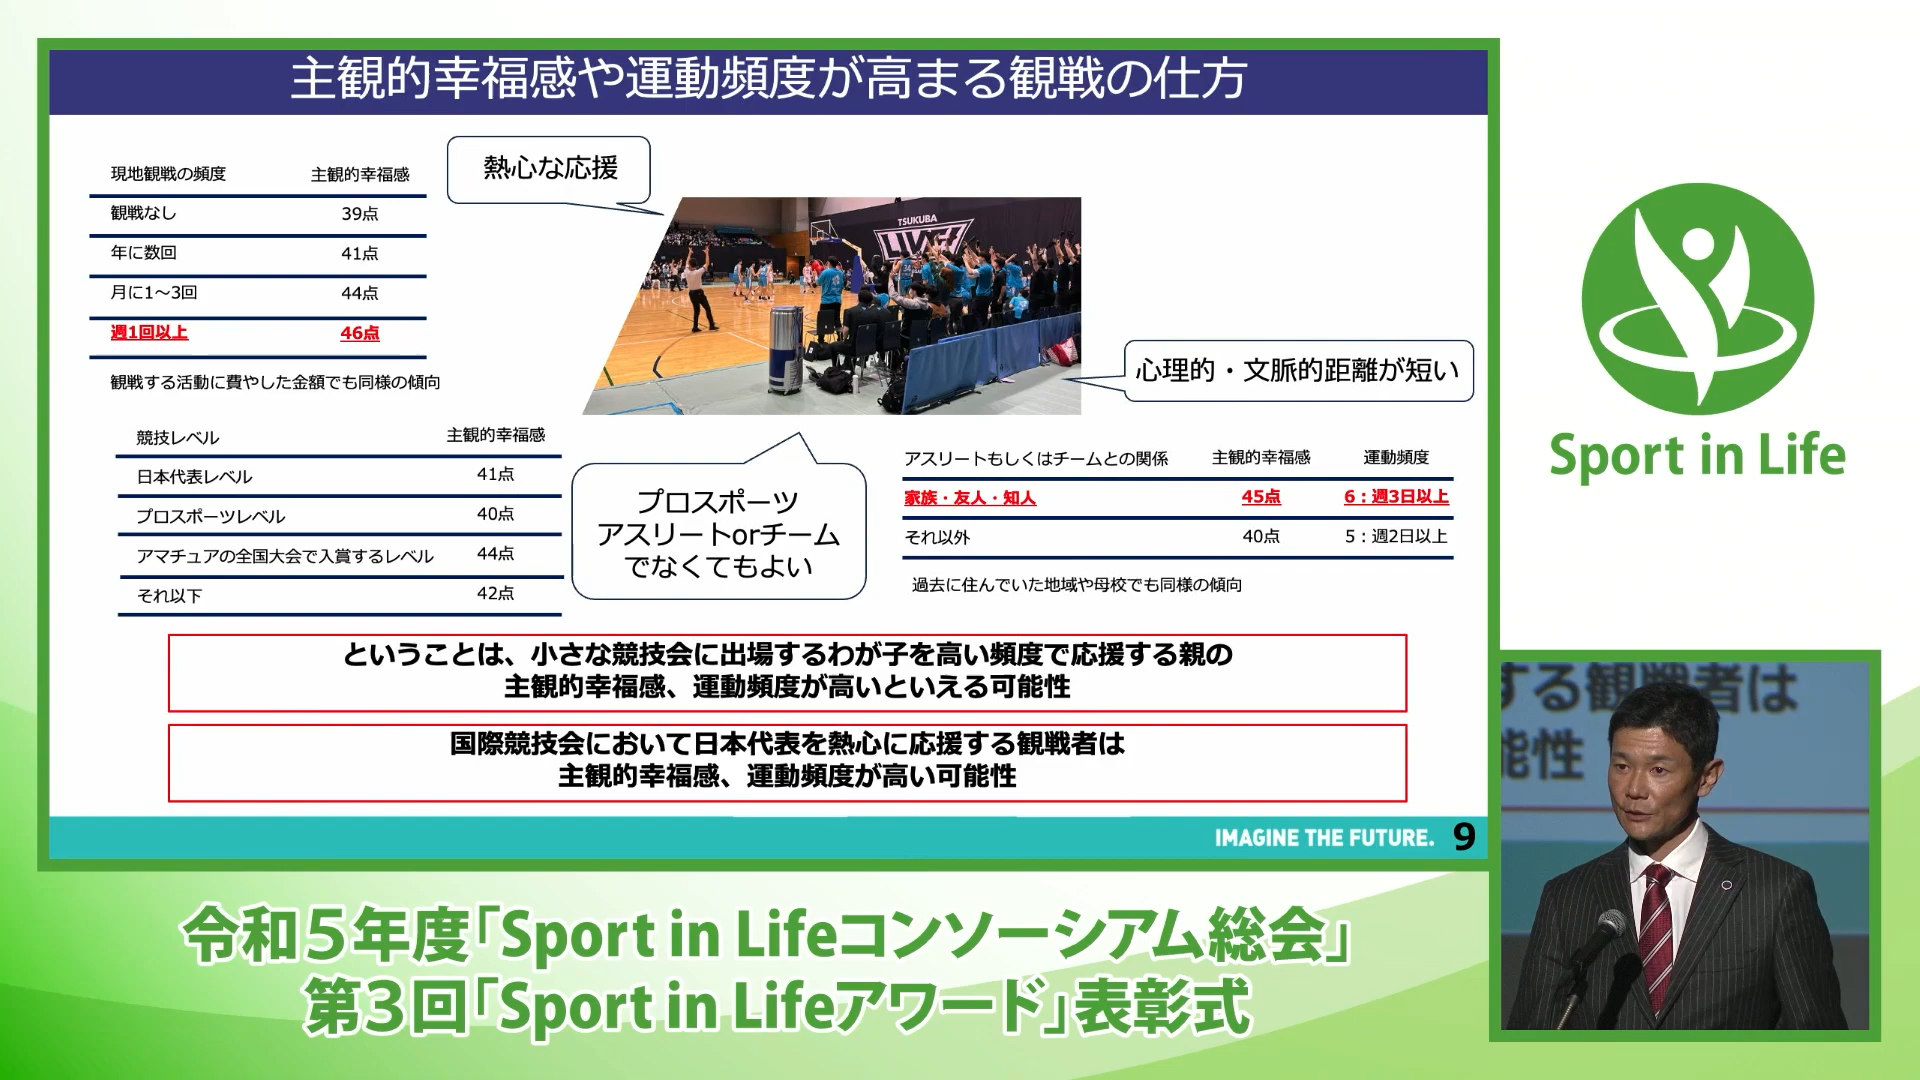 主観的幸福感や運動頻度が高まる観戦の仕方
現地観戦の頻度 主観的幸福感
観戦なし 39点
年に数回 41点
月に1～3回 44点
週1回以上 46点
観戦する活動に費やした金額でも同様の傾向
熱心な応援
TSUKUBA
LIVE!
心理的・文脈的距離が短い
競技レベル 主観的幸福感
日本代表レベル 41点
プロスポーツレベル 40点
アマチュアの全国大会で入賞するレベル 44点
それ以下 42点
プロスポーツ
アスリートorチーム
でなくてもよい
アスリートもしくはチームとの関係 主観的幸福感 運動頻度
家族・友人・知人 45点 6：週3日以上
それ以外 40点 5：週2日以上
過去に住んでいた地域や母校でも同様の傾向
ということは、小さな競技会に出場するわが子を高い頻度で応援する親の
主観的幸福感、運動頻度が高いといえる可能性
国際競技会において日本代表を熱心に応援する観戦者は
主観的幸福感、運動頻度が高い可能性
IMAGINE THE FUTURE. 9
Sport in Life
する観戦者は
能性
令和５年度「Sport in Lifeコンソーシアム総会」
第３回「Sport in Lifeアワード」表彰式